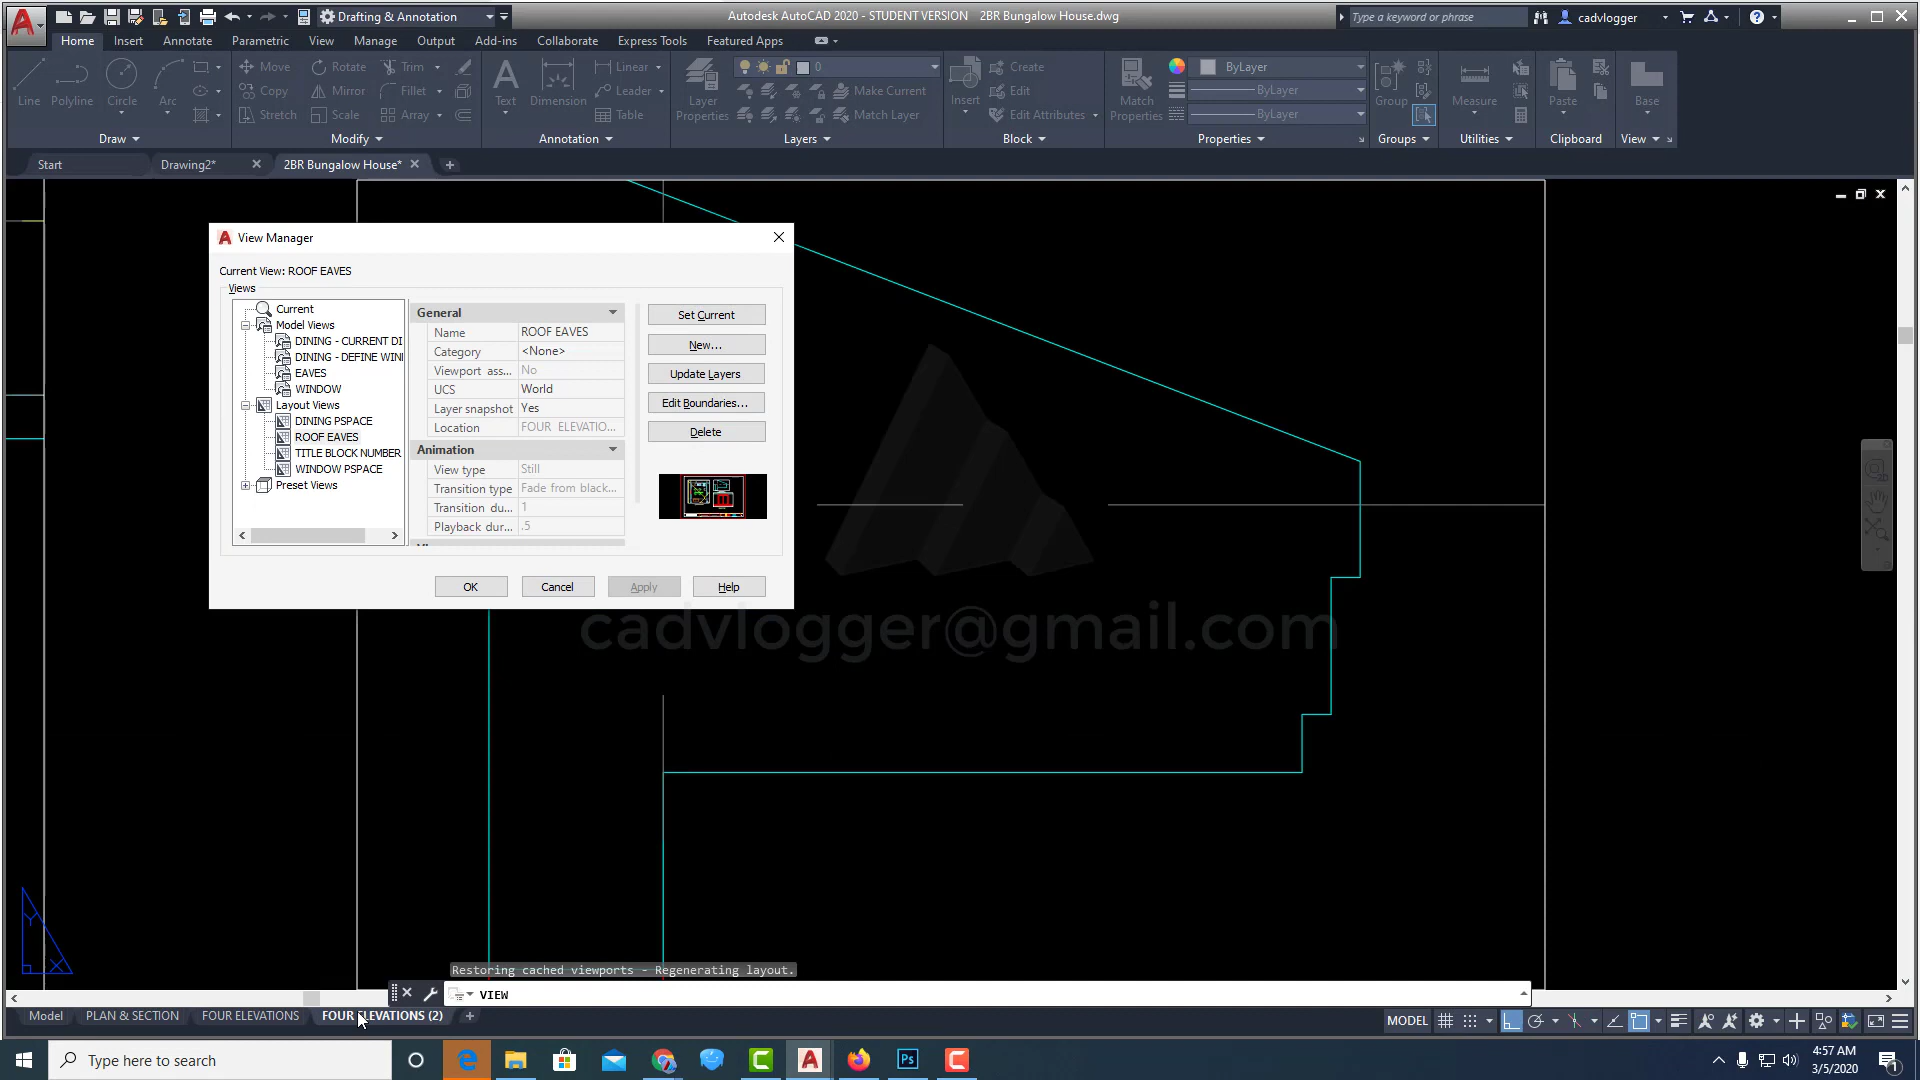 Drafting & Annotation
Autodesk AutoCAD 2020 - STUDENT VERSION 2BR Bungalow House.dwg
Type a keyword or phrase
cadvlogger
Home Insert Annotate Parametric View Manage Output Add-ins Collaborate Express Tools Featured Apps
Move Rotate Trim Linear 0 Create ByLayer
Copy Mirror Fillet Leader Make Current Edit ByLayer
Line Polyline Circle Arc Text Dimension Layer Properties Insert Match Properties Group Measure Paste Base
Stretch Scale Array Table Match Layer Edit Attributes ByLayer
Draw Modify Annotation Layers Block Properties Groups Utilities Clipboard View
Start Drawing2* 2BR Bungalow House*
View Manager
Current View: ROOF EAVES
Views
Current
Model Views
DINING - CURRENT DI
DINING - DEFINE WIN
EAVES
WINDOW
Layout Views
DINING PSPACE
ROOF EAVES
TITLE BLOCK NUMBER
WINDOW PSPACE
Preset Views
General
Name ROOF EAVES
Category <None>
Viewport ass... No
UCS World
Layer snapshot Yes
Location FOUR ELEVATIO...
Animation
View type Still
Transition type Fade from black...
Transition du... 1
Playback dur... .5
Set Current
New...
Update Layers
Edit Boundaries...
Delete
OK Cancel Apply Help
cadvlogger@gmail.com
Y
X
Restoring cached viewports - Regenerating layout.
VIEW
Model PLAN & SECTION FOUR ELEVATIONS FOUR ELEVATIONS (2)
MODEL
Type here to search
4:57 AM
3/5/2020